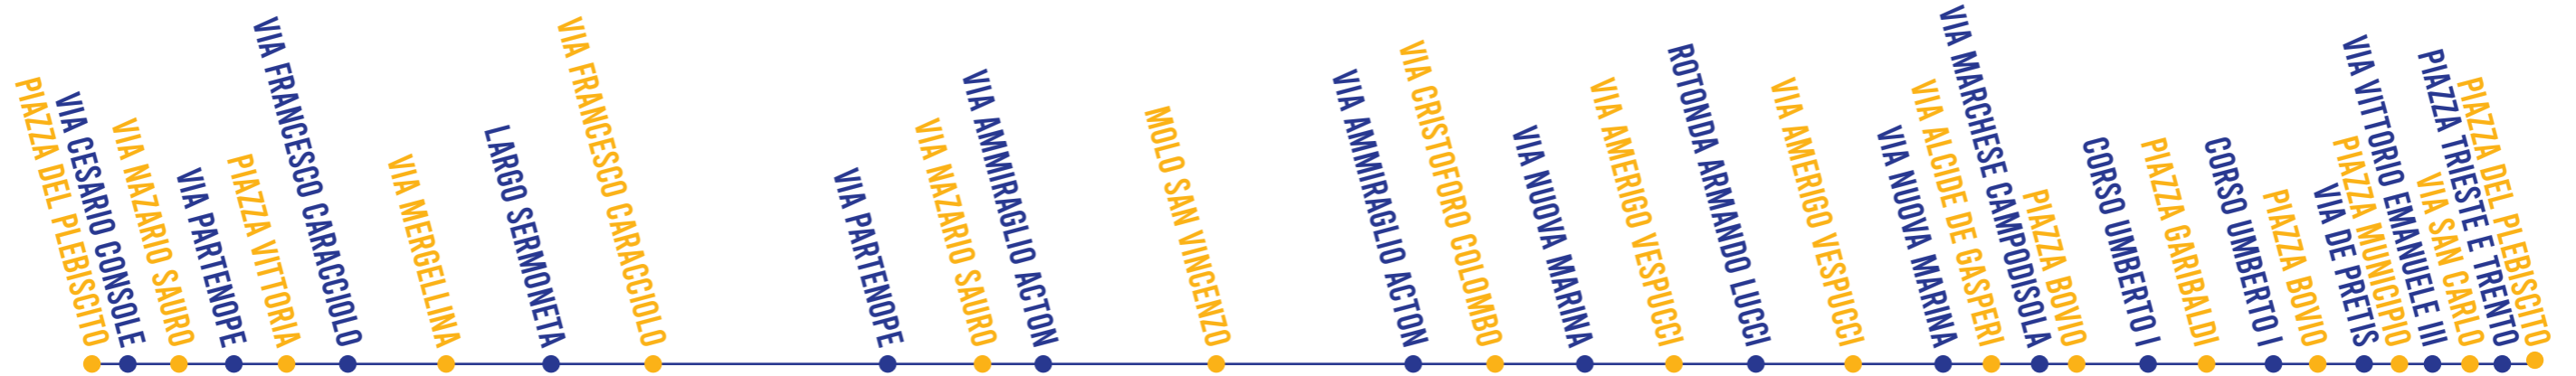 PIAZZA DEL PLEBISCITO
VIA CESARIO CONSOLE
VIA NAZARIO SAURO
VIA PARTENOPE
PIAZZA VITTORIA
VIA FRANCESCO CARACCIOLO
VIA MERGELLINA
LARGO SERMONETA
VIA FRANCESCO CARACCIOLO
VIA PARTENOPE
VIA NAZARIO SAURO
VIA AMMIRAGLIO ACTON
MOLO SAN VINCENZO
VIA AMMIRAGLIO ACTON
VIA CRISTOFORO COLOMBO
VIA NUOVA MARINA
VIA AMERIGO VESPUCCI
ROTONDA ARMANDO LUCCI
VIA AMERIGO VESPUCCI
VIA NUOVA MARINA
VIA ALCIDE DE GASPERI
VIA MARCHESE CAMPODISOLA
PIAZZA BOVIO
CORSO UMBERTO I
PIAZZA GARIBALDI
CORSO UMBERTO I
PIAZZA BOVIO
VIA DE PRETIS
PIAZZA MUNCIPIO
VIA VITTORIO EMANUELE III
VIA SAN CARLO
PIAZZA TRIESTE E TRENTO
PIAZZA DEL PLEBISCITO